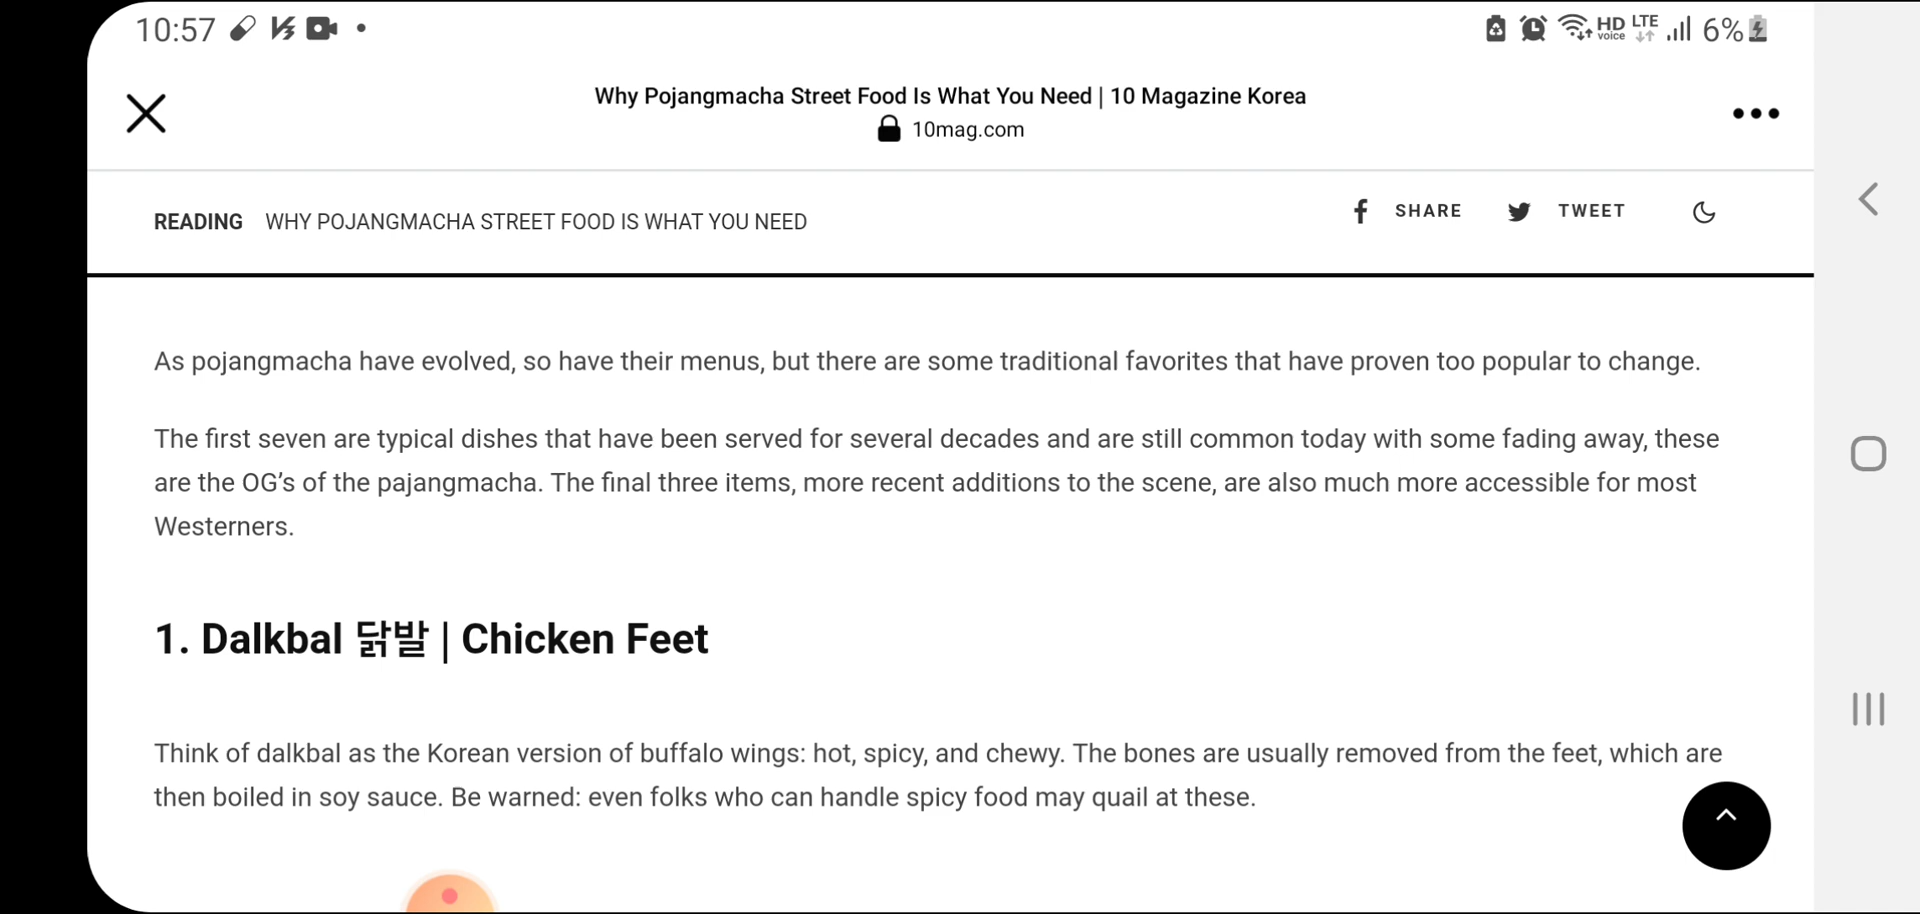 10:57
HD voice LTE 6%
Why Pojangmacha Street Food Is What You Need | 10 Magazine Korea
10mag.com
READING WHY POJANGMACHA STREET FOOD IS WHAT YOU NEED
SHARE TWEET
As pojangmacha have evolved, so have their menus, but there are some traditional favorites that have proven too popular to change.
The first seven are typical dishes that have been served for several decades and are still common today with some fading away, these
are the OG’s of the pajangmacha. The final three items, more recent additions to the scene, are also much more accessible for most
Westerners.
1. Dalkbal 닭발 | Chicken Feet
Think of dalkbal as the Korean version of buffalo wings: hot, spicy, and chewy. The bones are usually removed from the feet, which are
then boiled in soy sauce. Be warned: even folks who can handle spicy food may quail at these.